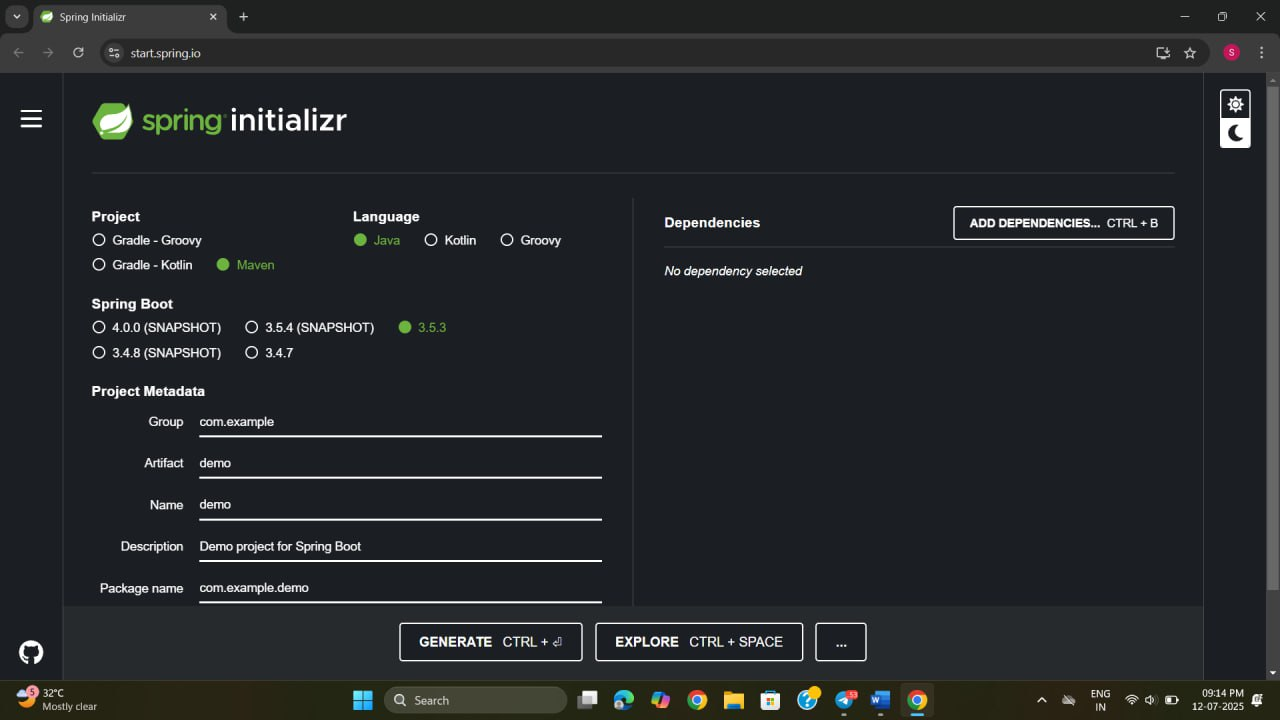 Spring Initializr
start.spring.io
S
spring initializr
Project
Language
Gradle - Groovy
Java
Kotlin
Groovy
Gradle - Kotlin
Maven
Spring Boot
4.0.0 (SNAPSHOT)
3.5.4 (SNAPSHOT)
3.5.3
3.4.8 (SNAPSHOT)
3.4.7
Project Metadata
Group com.example
Artifact demo
Name demo
Description Demo project for Spring Boot
Package name com.example.demo
Dependencies
ADD DEPENDENCIES... CTRL + B
No dependency selected
GENERATE CTRL + ⏎
EXPLORE CTRL + SPACE
...
5
32°C
Mostly clear
Search
53
W
ENG
IN
09:14 PM
12-07-2025